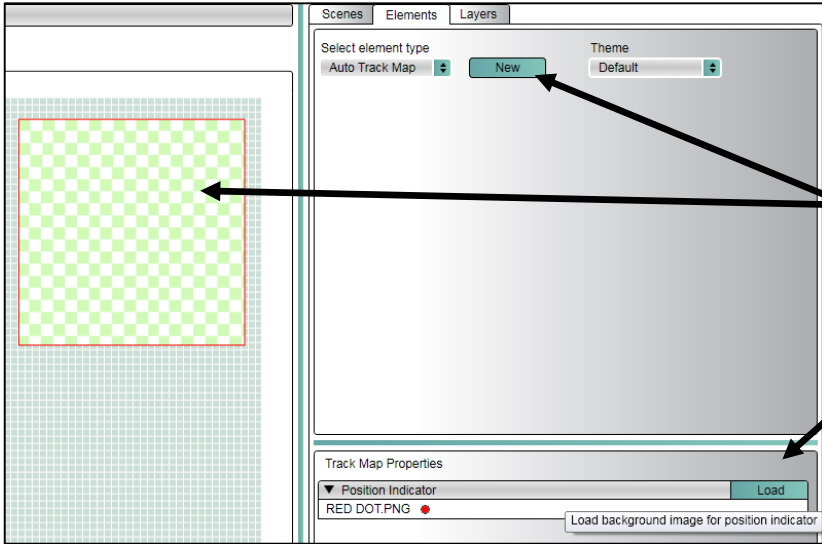 Scenes Elements Layers
Select element type Theme
Auto Track Map New Default
Track Map Properties
▼ Position Indicator Load
RED DOT.PNG
Load background image for position indicator